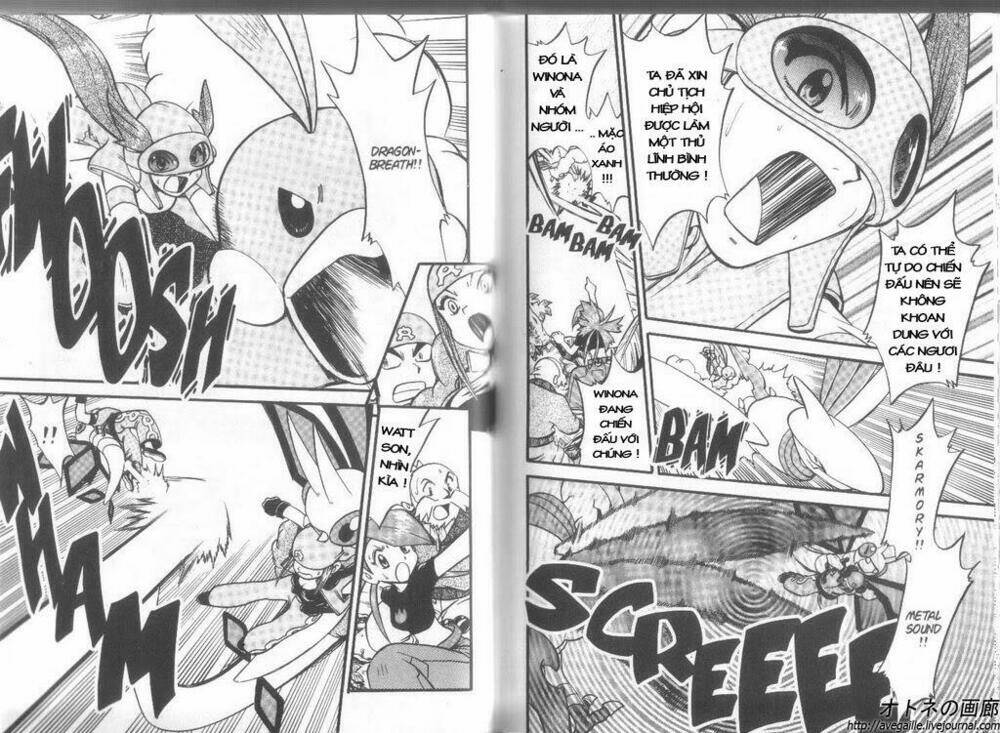 TA ĐÃ XIN
CHỦ TỊCH
HIỆP HỘI
ĐƯỢC LÀM
MỘT THỦ
LĨNH BÌNH
THƯỜNG !
ĐÓ LÀ
WINONA
VÀ
NHÓM
NGƯỜI ...
.. MẶC
ÁO
XANH
!!!
BAM
BAM
BAM
TA CÓ THỂ
TỰ DO CHIẾN
ĐẤU NÊN SẼ
KHÔNG
KHOAN
DUNG VỚI
CÁC NGƯƠI
ĐÂU !
WINONA
ĐANG
CHIẾN
ĐẤU VỚI
CHÚNG !
BAM
SKARMORY!!
METAL
SOUND!
SCREEEE
DRAGON-
BREATH!!
WOOSH
WATT
SON,
NHÌN
KÌA !
!!
HAM
オトネの画廊
http://avegaille.livejournal.com